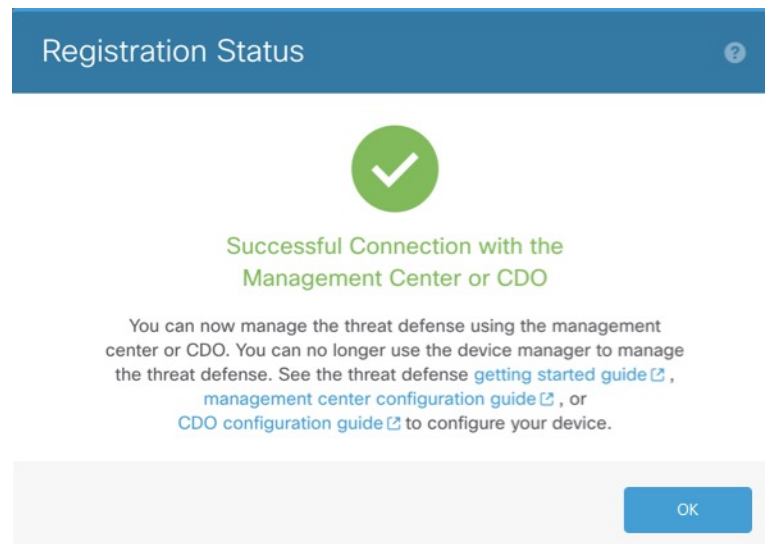 Registration Status
?
Successful Connection with the
Management Center or CDO
You can now manage the threat defense using the management
center or CDO. You can no longer use the device manager to manage
the threat defense. See the threat defense getting started guide ,
management center configuration guide , or
CDO configuration guide to configure your device.
OK